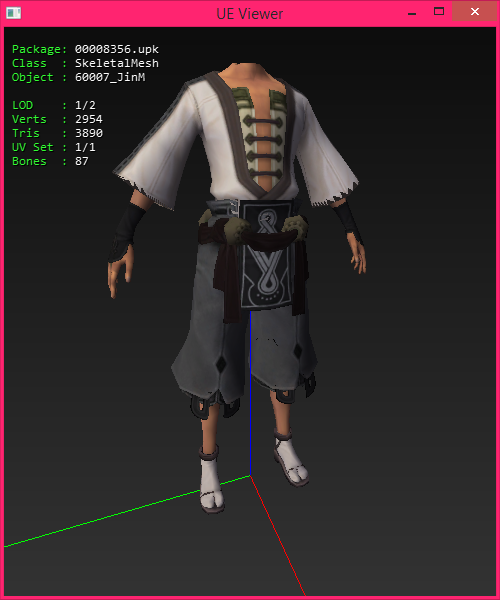 UE Viewer
Package: 00008356.upk
Class  : SkeletalMesh
Object : 60007_JinM
LOD    : 1/2
Verts  : 2954
Tris   : 3890
UV Set : 1/1
Bones  : 87